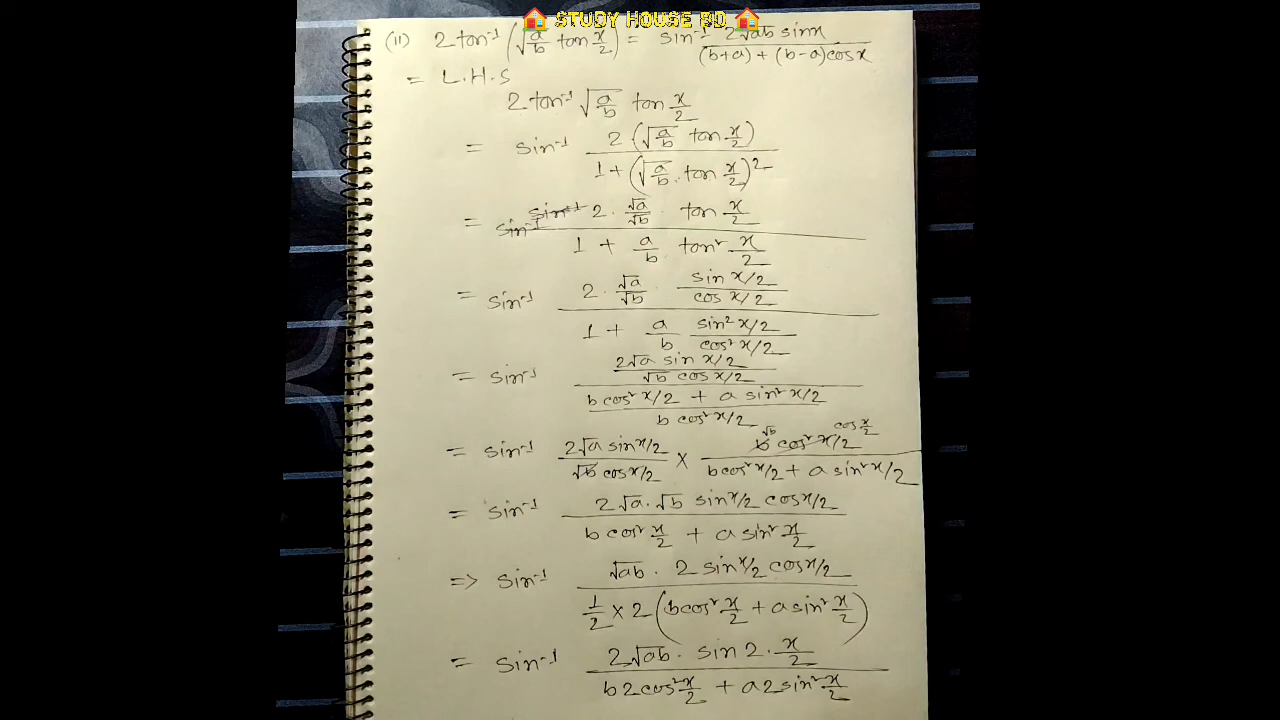 🏠 STUDY HOUSE BD 🏠
(11) 2 tan⁻¹ (√(a/b) tan x/2) = sin⁻¹ (2√ab sinx)/((b+a) + (b-a)cosx)
= L.H.S
2 tan⁻¹ √(a/b) tan x/2
= sin⁻¹ (2 (√(a/b) tan x/2))/(1 + (√(a/b) . tan x/2)²)
= sin⁻¹ (2 . √a/√b . tan x/2)/(1 + a/b tan² x/2)
= sin⁻¹ (2 . √a/√b (sin x/2)/(cos x/2))/(1 + a/b (sin² x/2)/(cos² x/2))
= sin⁻¹ ((2√a sin x/2)/(√b cos x/2))/((b cos² x/2 + a sin² x/2)/(b cos² x/2))
= sin⁻¹ (2√a sin x/2)/(√b cos x/2) × (b cos² x/2)/(b cos² x/2 + a sin² x/2) √b cos x/2
= sin⁻¹ (2√a . √b sin x/2 cos x/2)/(b cos² x/2 + a sin² x/2)
=> sin⁻¹ (√ab . 2 sin x/2 cos x/2)/(1/2 × 2 (b cos² x/2 + a sin² x/2))
= sin⁻¹ (2√ab . sin 2 . x/2)/(b 2 cos² x/2 + a 2 sin² x/2)